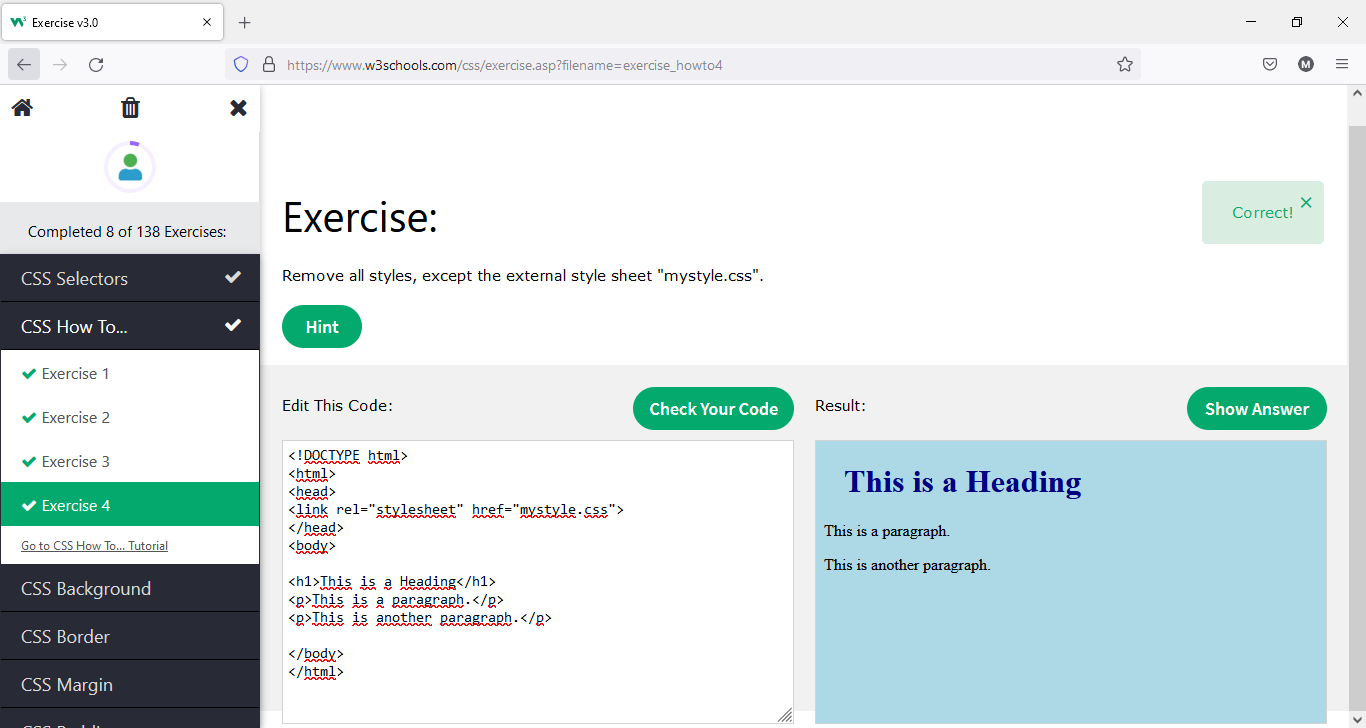 Exercise v3.0
https://www.w3schools.com/css/exercise.asp?filename=exercise_howto4
M
Completed 8 of 138 Exercises:
CSS Selectors
CSS How To...
Exercise 1
Exercise 2
Exercise 3
Exercise 4
Go to CSS How To... Tutorial
CSS Background
CSS Border
CSS Margin
Exercise:
Correct!
Remove all styles, except the external style sheet "mystyle.css".
Hint
Edit This Code:
Check Your Code
<!DOCTYPE html>
<html>
<head>
<link rel="stylesheet" href="mystyle.css">
</head>
<body>
<h1>This is a Heading</h1>
<p>This is a paragraph.</p>
<p>This is another paragraph.</p>
</body>
</html>
Result:
Show Answer
This is a Heading
This is a paragraph.
This is another paragraph.